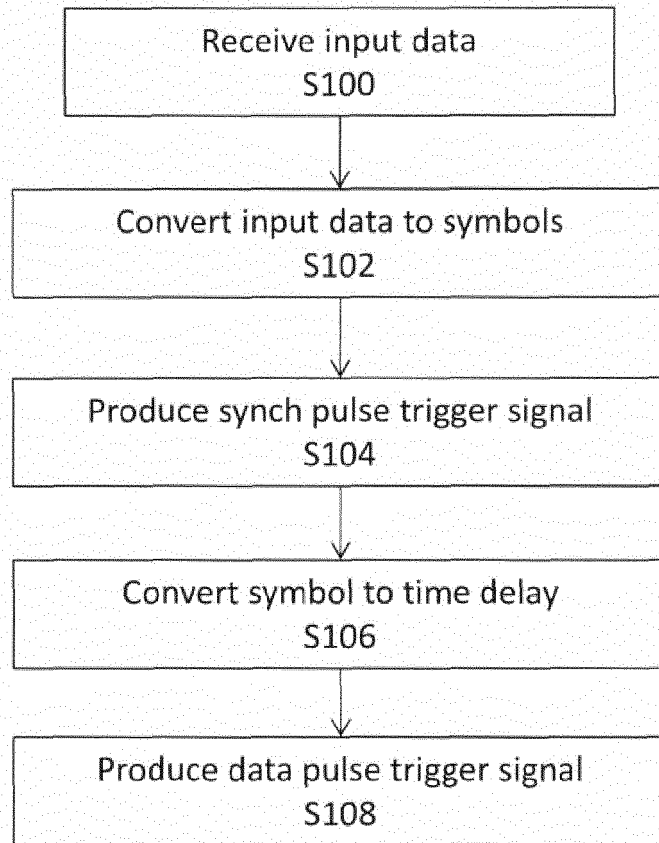 Receive input data
S100
Convert input data to symbols
S102
Produce synch pulse trigger signal
S104
Convert symbol to time delay
S106
Produce data pulse trigger signal
S108